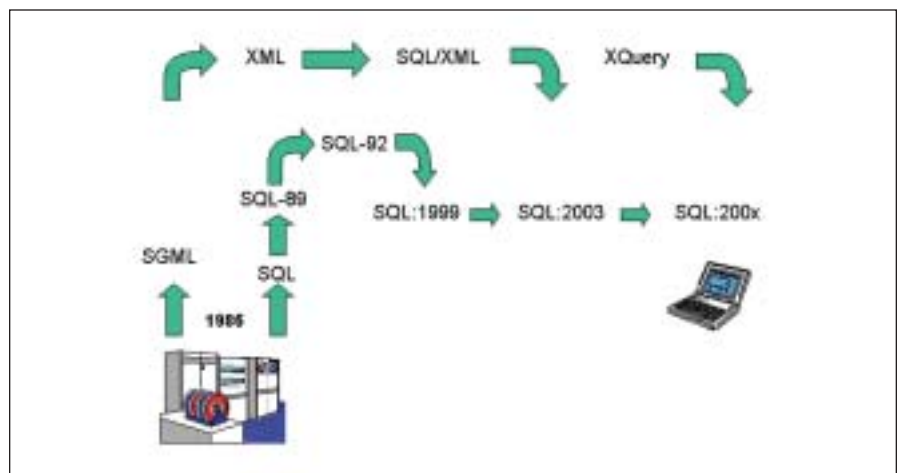 XML SQL/XML XQuery
SQL-92
SQL-89
SQL:1999 SQL:2003 SQL:200x
SGML
SQL
1986